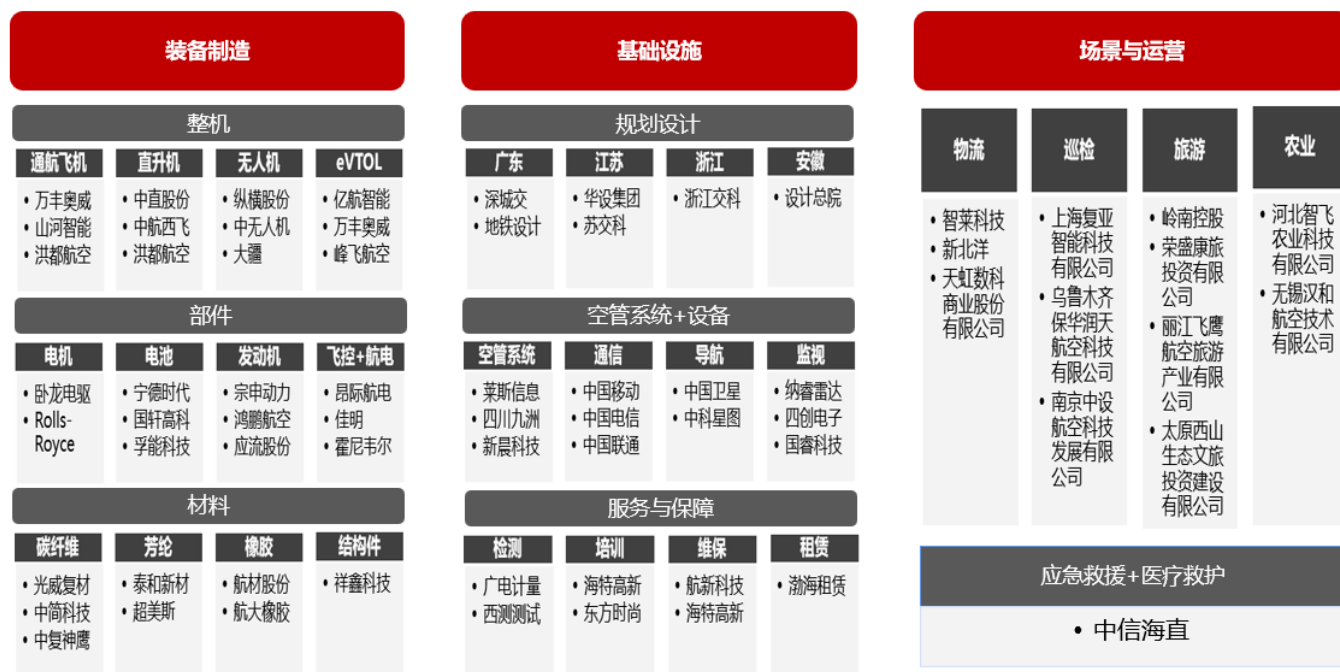 装备制造
整机
通航飞机
• 万丰奥威
• 山河智能
• 洪都航空
直升机
• 中直股份
• 中航西飞
• 洪都航空
无人机
• 纵横股份
• 中无人机
• 大疆
eVTOL
• 亿航智能
• 万丰奥威
• 峰飞航空
部件
电机
• 卧龙电驱
• Rolls-
Royce
电池
• 宁德时代
• 国轩高科
• 孚能科技
发动机
• 宗申动力
• 鸿鹏航空
• 应流股份
飞控+航电
• 昂际航电
• 佳明
• 霍尼韦尔
材料
碳纤维
• 光威复材
• 中简科技
• 中复神鹰
芳纶
• 泰和新材
• 超美斯
橡胶
• 航材股份
• 航大橡胶
结构件
• 祥鑫科技
基础设施
规划设计
广东
• 深城交
• 地铁设计
江苏
• 华设集团
• 苏交科
浙江
• 浙江交科
安徽
• 设计总院
空管系统+设备
空管系统
• 莱斯信息
• 四川九洲
• 新晨科技
通信
• 中国移动
• 中国电信
• 中国联通
导航
• 中国卫星
• 中科星图
监视
• 纳睿雷达
• 四创电子
• 国睿科技
服务与保障
检测
• 广电计量
• 西测测试
培训
• 海特高新
• 东方时尚
维保
• 航新科技
• 海特高新
租赁
• 渤海租赁
场景与运营
物流
• 智莱科技
• 新北洋
• 天虹数科
商业股份
有限公司
巡检
• 上海复亚
智能科技
有限公司
• 乌鲁木齐
保华润天
航空科技
有限公司
• 南京中设
航空科技
发展有限
公司
旅游
• 岭南控股
• 荣盛康旅
投资有限
公司
• 丽江飞鹰
航空旅游
产业有限
公司
• 太原西山
生态文旅
投资建设
有限公司
农业
• 河北智飞
农业科技
有限公司
• 无锡汉和
航空技术
有限公司
应急救援+医疗救护
• 中信海直